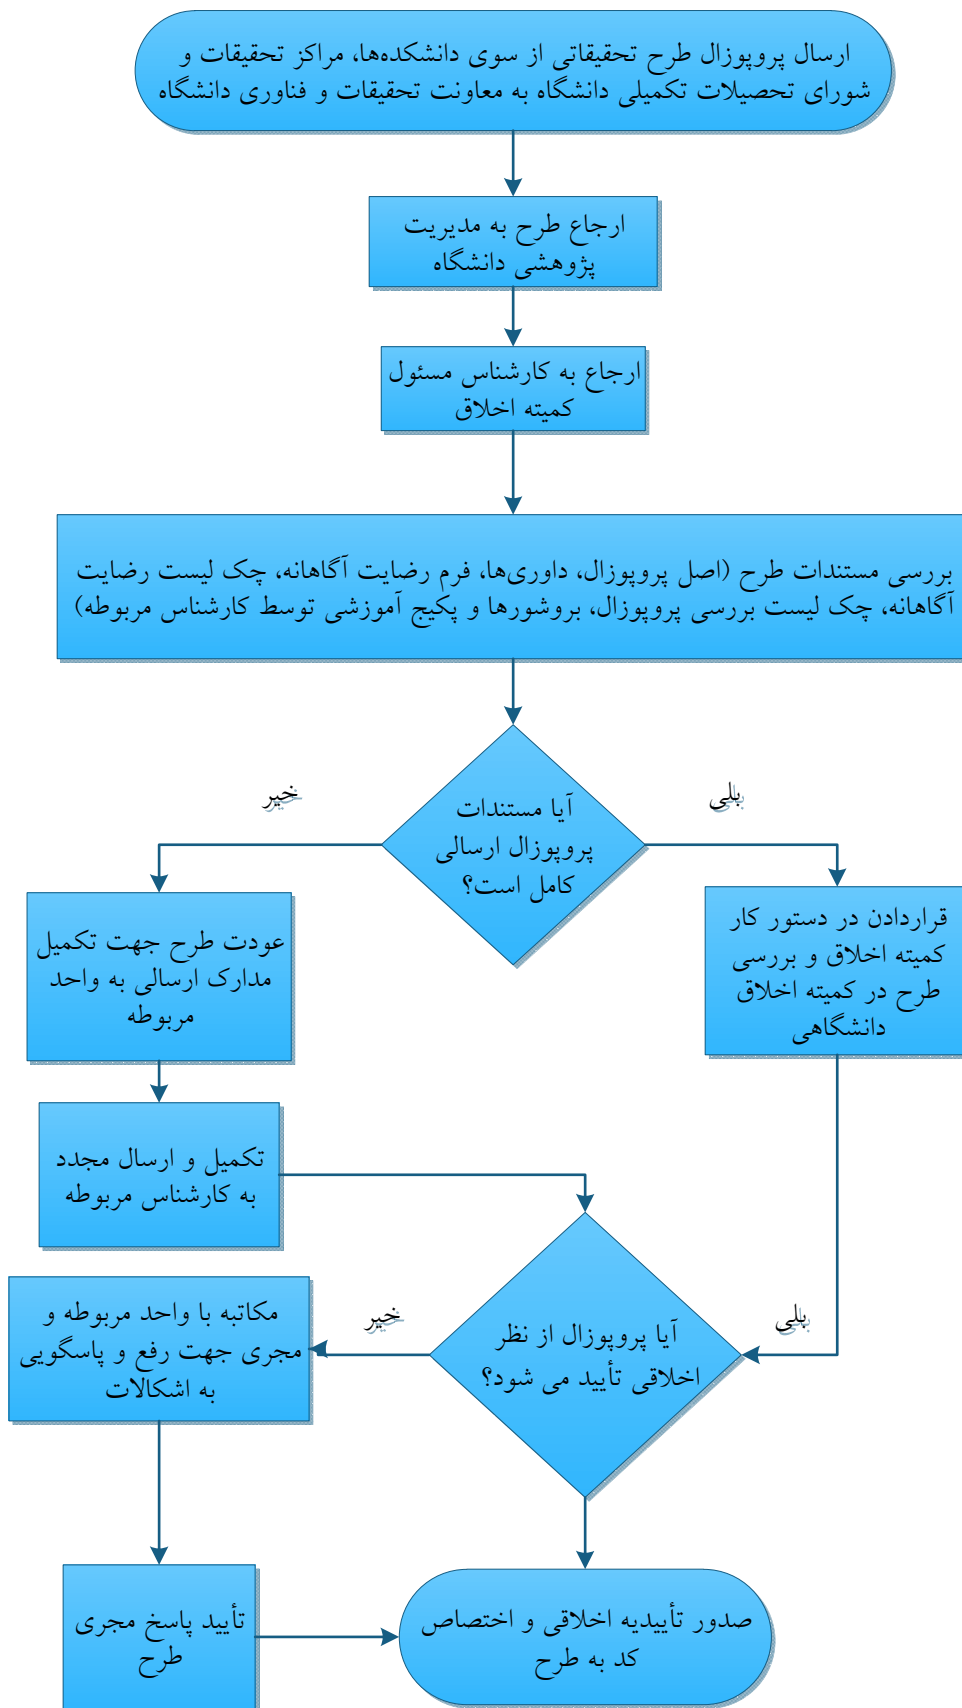 ارسال پروپوزال طرح تحقیقاتی از سوی دانشکده‌ها، مراکز تحقیقات و
شورای تحصیلات تکمیلی دانشگاه به معاونت تحقیقات و فناوری دانشگاه
ارجاع طرح به مدیریت
پژوهشی دانشگاه
ارجاع به کارشناس مسئول
کمیته اخلاق
بررسی مستندات طرح (اصل پروپوزال، داوری‌ها، فرم رضایت آگاهانه، چک لیست رضایت
آگاهانه، چک لیست بررسی پروپوزال، بروشورها و پکیج آموزشی توسط کارشناس مربوطه)
آیا مستندات
پروپوزال ارسالی
کامل است؟
بلی
خیر
قراردادن در دستور کار
کمیته اخلاق و بررسی
طرح در کمیته اخلاق
دانشگاهی
عودت طرح جهت تکمیل
مدارک ارسالی به واحد
مربوطه
تکمیل و ارسال مجدد
به کارشناس مربوطه
آیا پروپوزال از نظر
اخلاقی تأیید می شود؟
بلی
خیر
مکاتبه با واحد مربوطه و
مجری جهت رفع و پاسگویی
به اشکالات
تأیید پاسخ مجری
طرح
صدور تأییدیه اخلاقی و اختصاص
کد به طرح